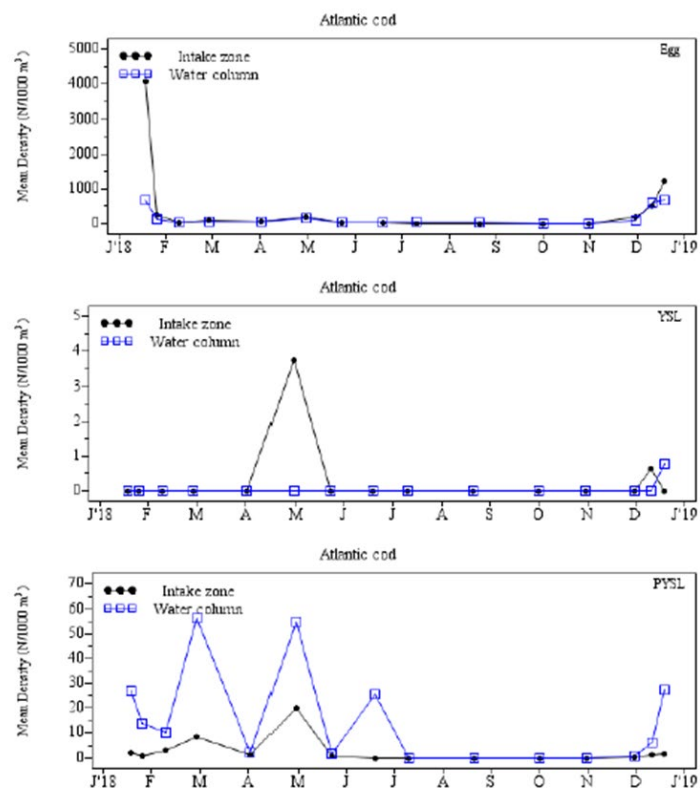 Atlantic cod
Mean Density (N/1000 m³)
5000
4000
3000
2000
1000
0
Intake zone
Water column
Egg
J'18 F M A M J J A S O N D J'19
Atlantic cod
Mean Density (N/1000 m³)
5
4
3
2
1
0
Intake zone
Water column
YSL
J'18 F M A M J J A S O N D J'19
Atlantic cod
Mean Density (N/1000 m³)
70
60
50
40
30
20
10
0
Intake zone
Water column
PYSL
J'18 F M A M J J A S O N D J'19